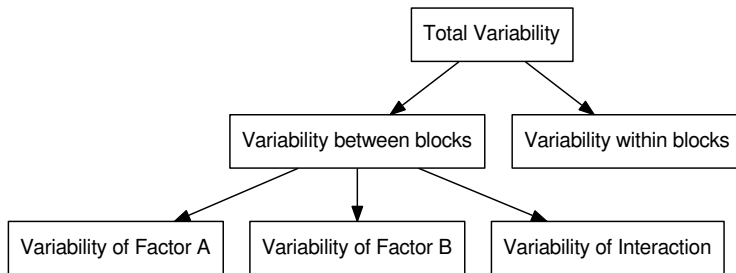 Total Variability
Variability between blocks
Variability within blocks
Variability of Factor A
Variability of Factor B
Variability of Interaction